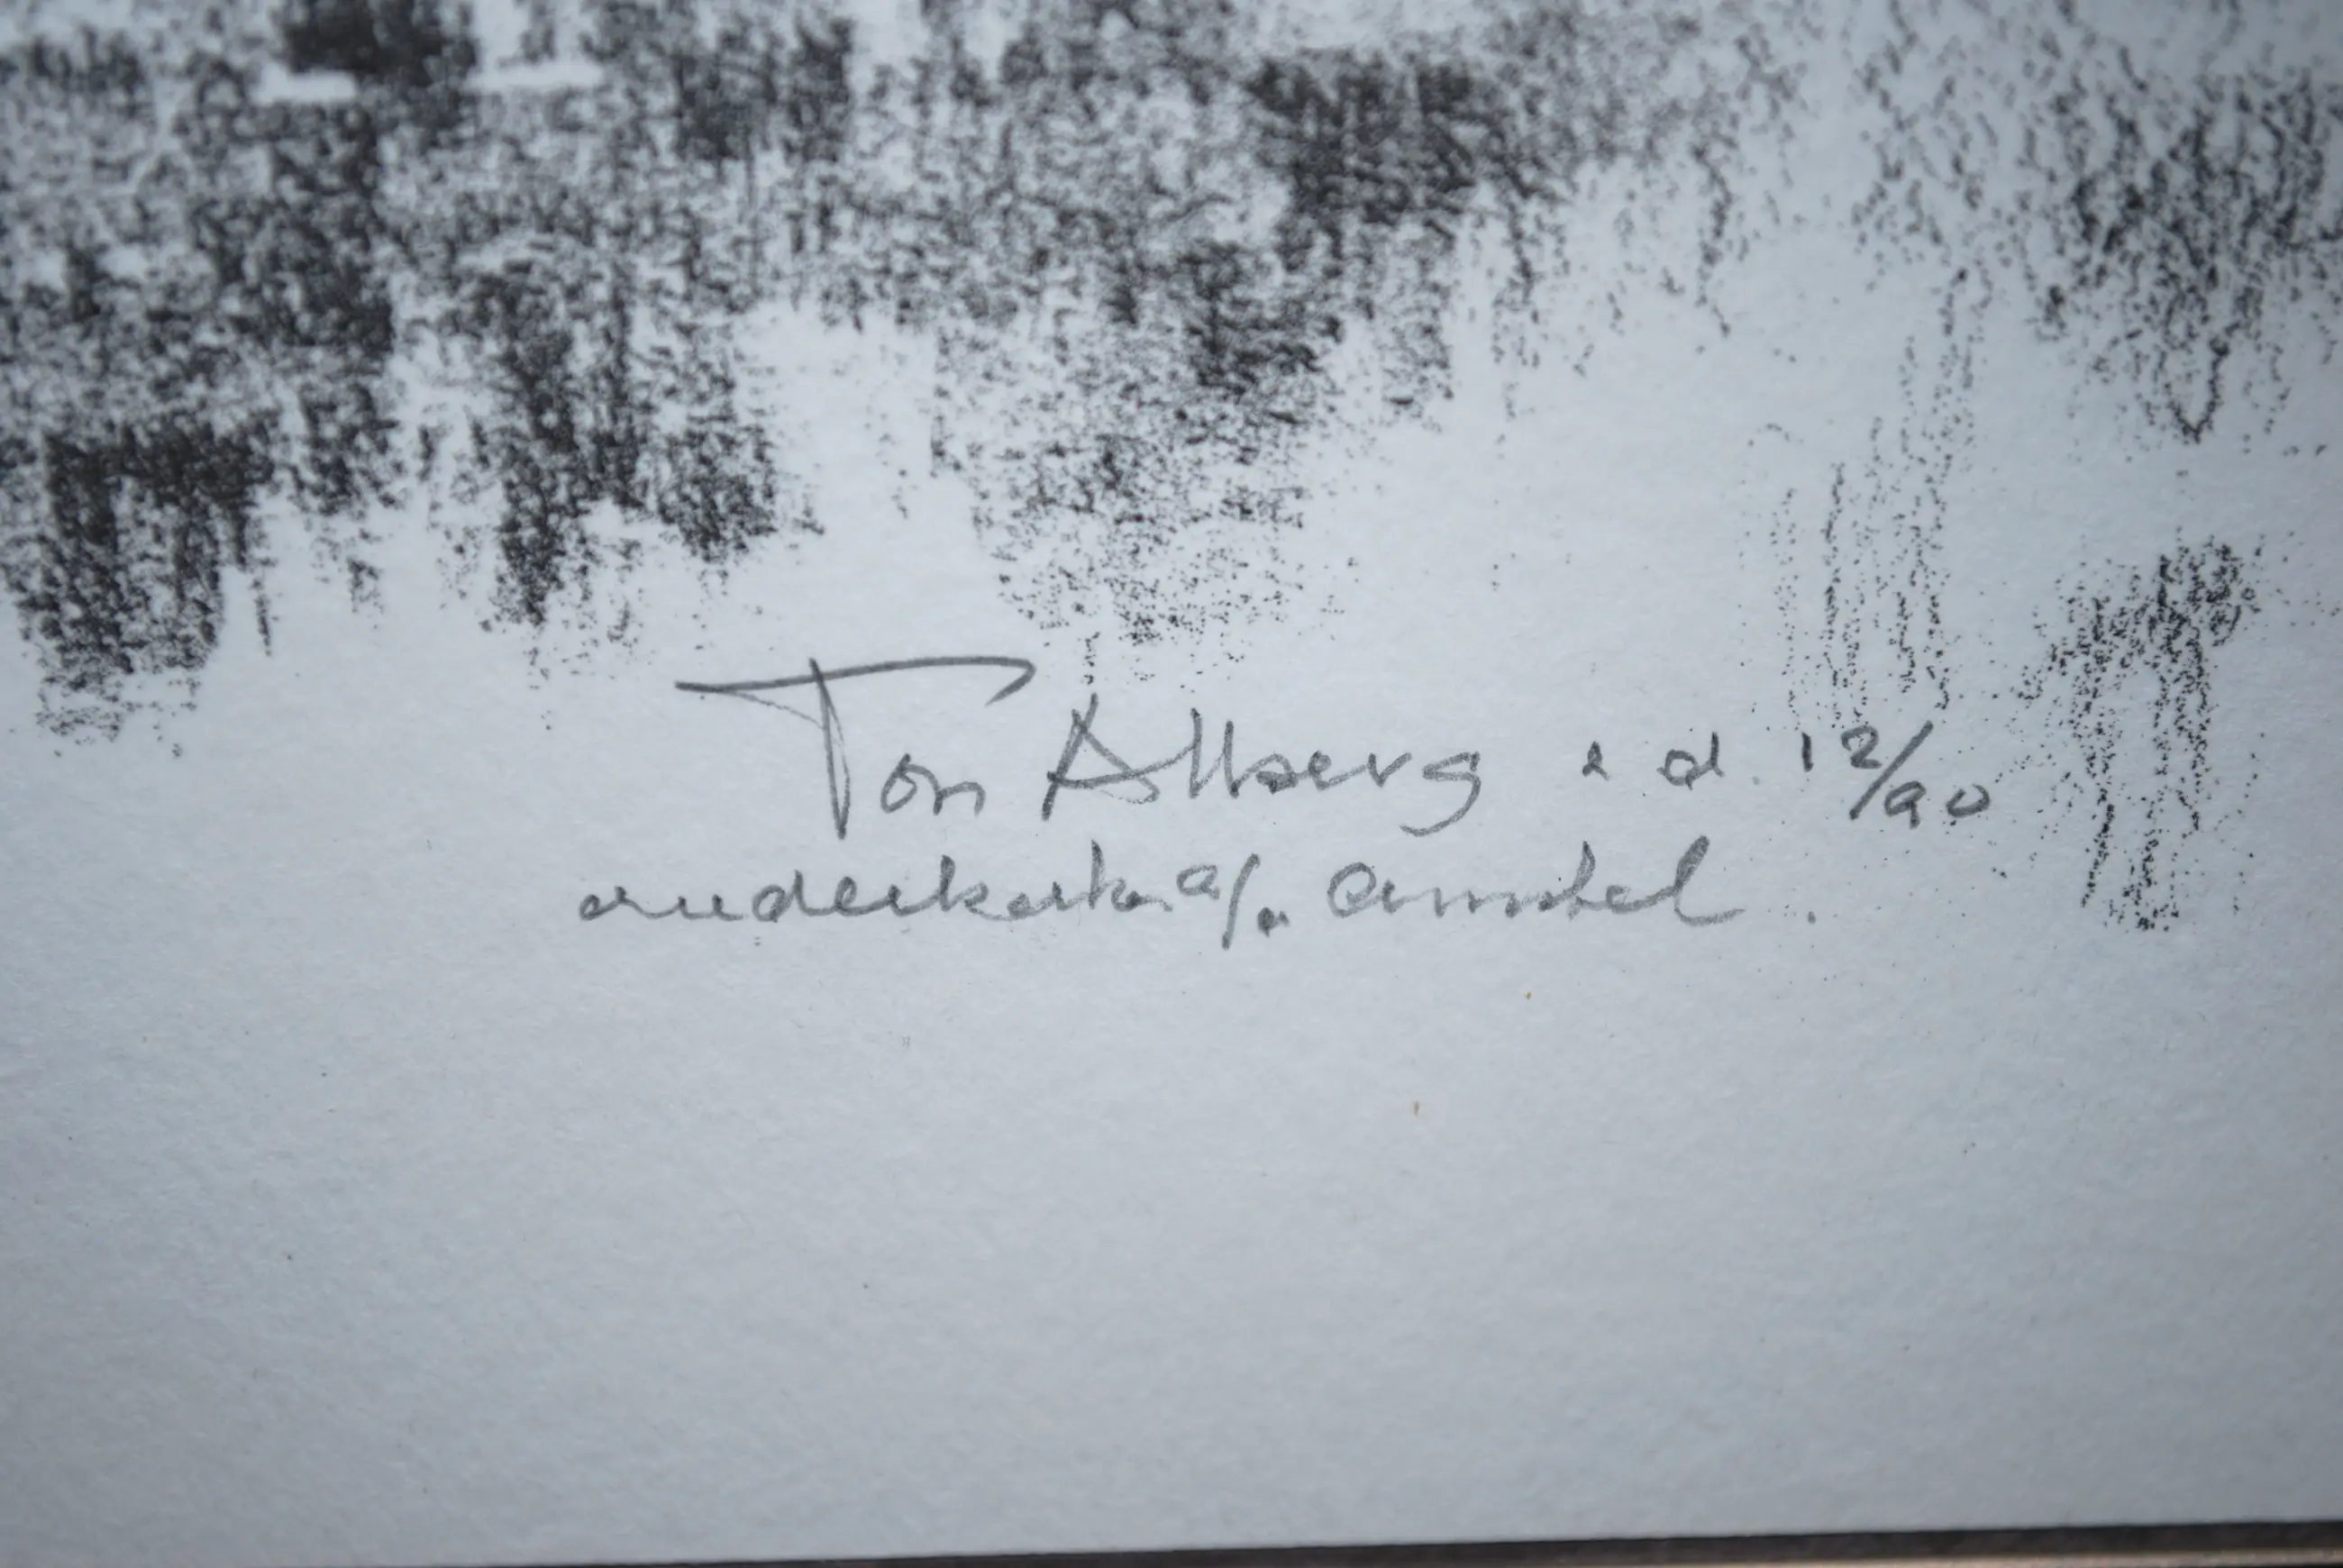 Ton Alberg e.d. 12/90
ouderkerk a/d amstel.